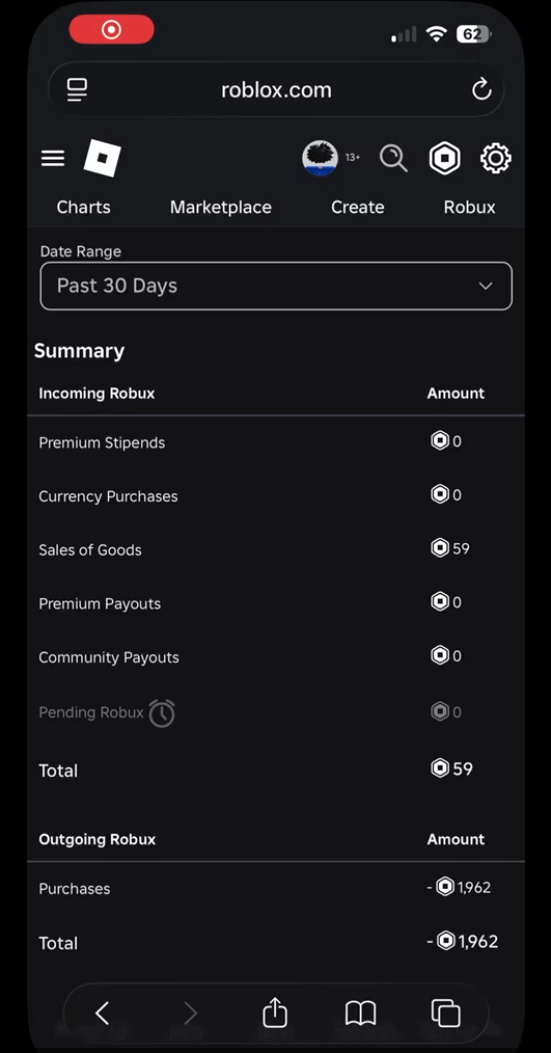 62
roblox.com
13+
Charts Marketplace Create Robux
Date Range
Past 30 Days
Summary
Incoming Robux Amount
Premium Stipends 0
Currency Purchases 0
Sales of Goods 59
Premium Payouts 0
Community Payouts 0
Pending Robux 0
Total 59
Outgoing Robux Amount
Purchases - 1,962
Total - 1,962